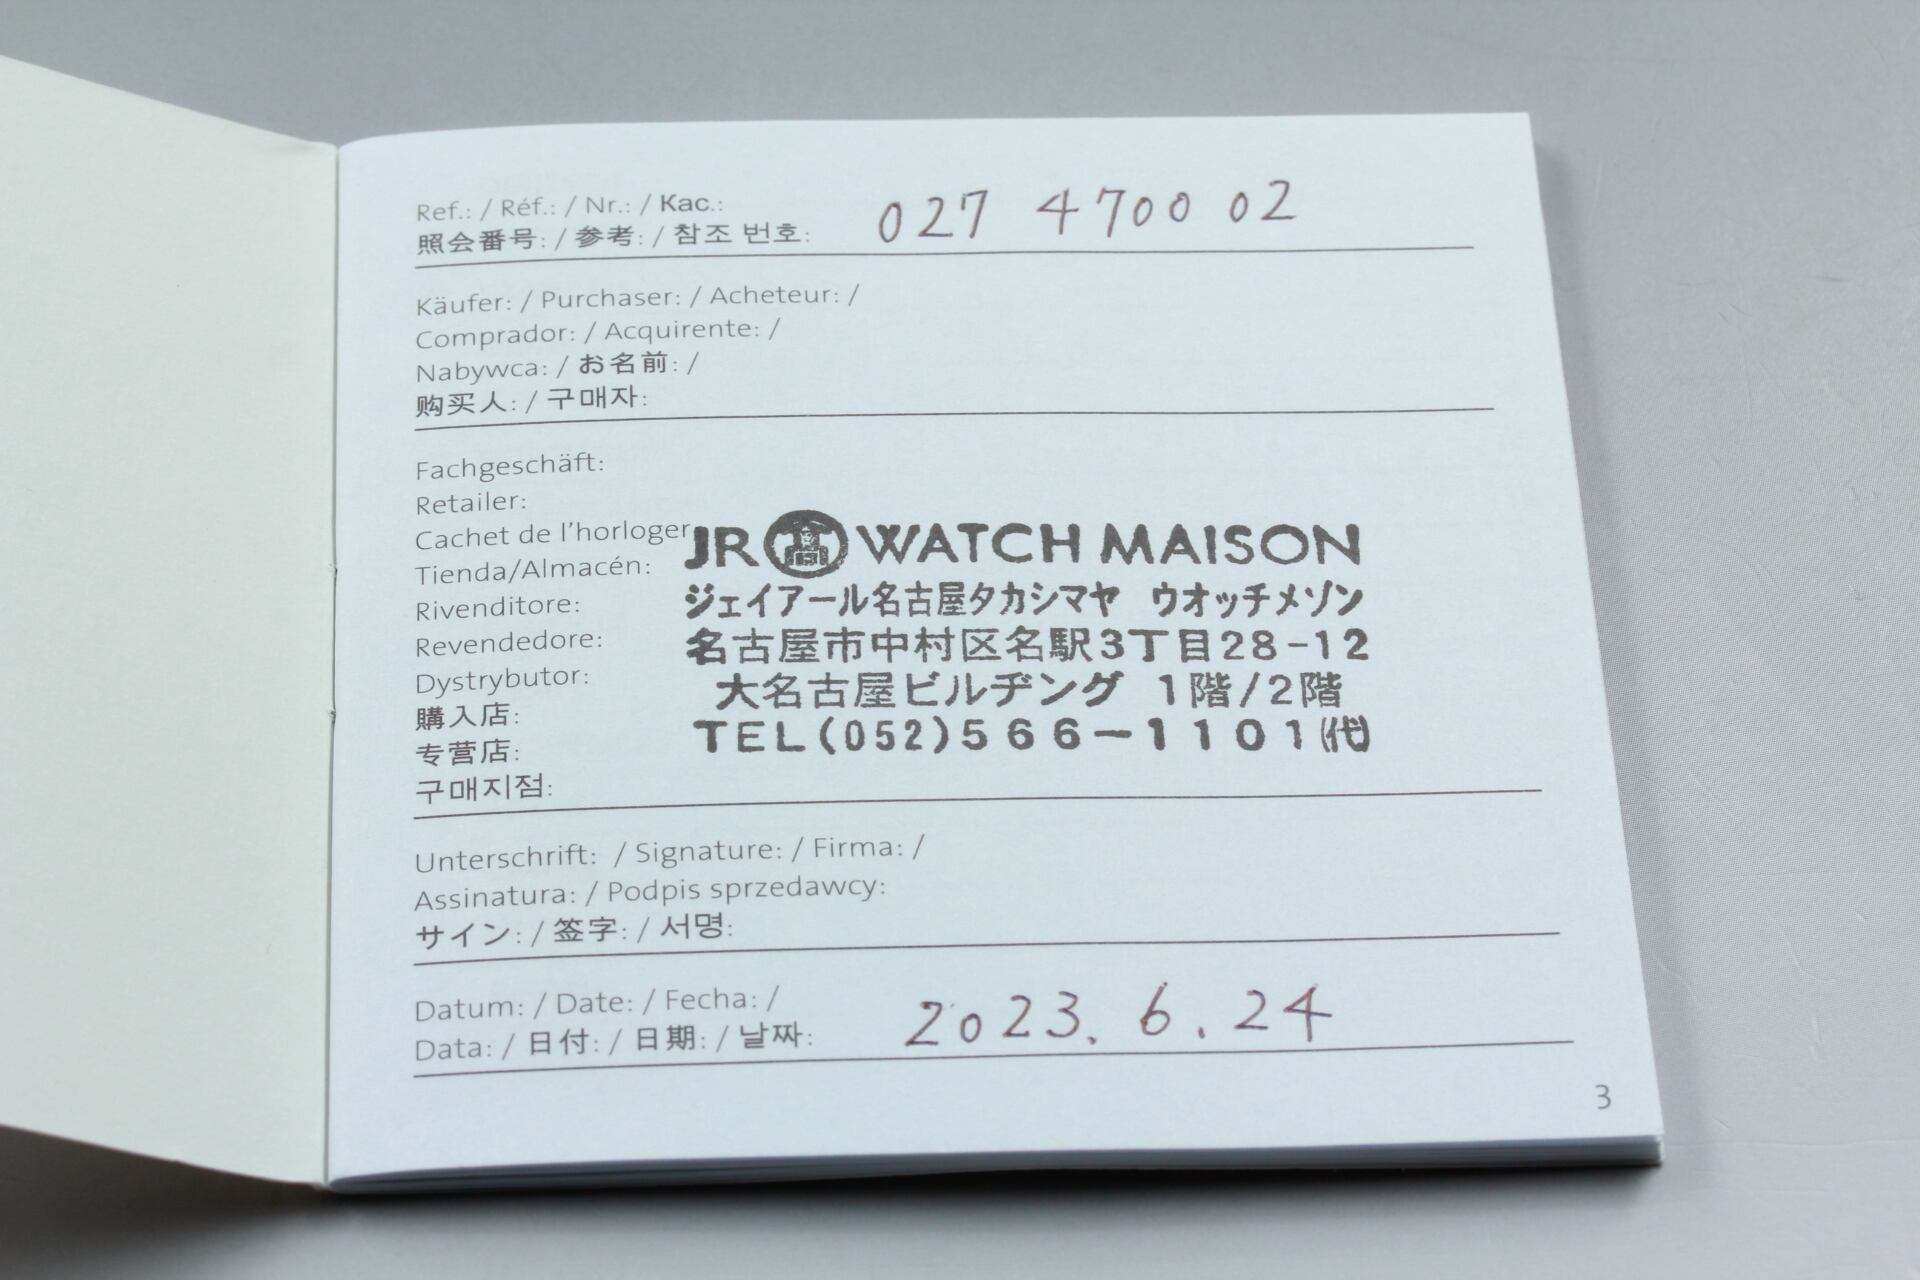 Ref.: / Réf.: / Nr.: / Kac.:
照会番号: / 参考: / 참조 번호:
027 4700 02
Käufer: / Purchaser: / Acheteur: /
Comprador: / Acquirente: /
Nabywca: / お名前: /
购买人: / 구매자:
Fachgeschäft:
Retailer:
Cachet de l'horloger
Tienda/Almacén:
Rivenditore:
Revendedore:
Dystrybutor:
購入店:
专营店:
구매지점:
JR 髙 WATCH MAISON
ジェイアール名古屋タカシマヤ ウオッチメゾン
名古屋市中村区名駅3丁目28-12
大名古屋ビルヂング 1階/2階
TEL(052)566-1101㈹
Unterschrift: / Signature: / Firma: /
Assinatura: / Podpis sprzedawcy:
サイン: / 签字: / 서명:
Datum: / Date: / Fecha: /
Data: / 日付: / 日期: / 날짜:
2023. 6. 24
3